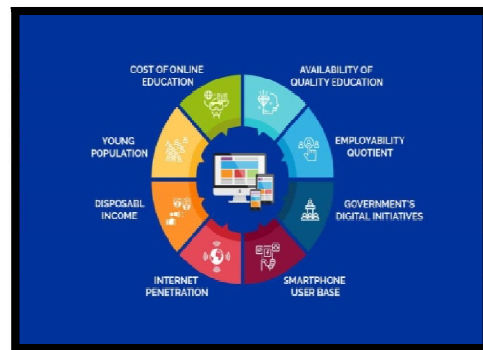 COST OF ONLINE
EDUCATION
AVAILABILITY OF
QUALITY EDUCATION
YOUNG
POPULATION
EMPLOYABILITY
QUOTIENT
DISPOSABL
INCOME
GOVERNMENT'S
DIGITAL INITIATIVES
INTERNET
PENETRATION
SMARTPHONE
USER BASE